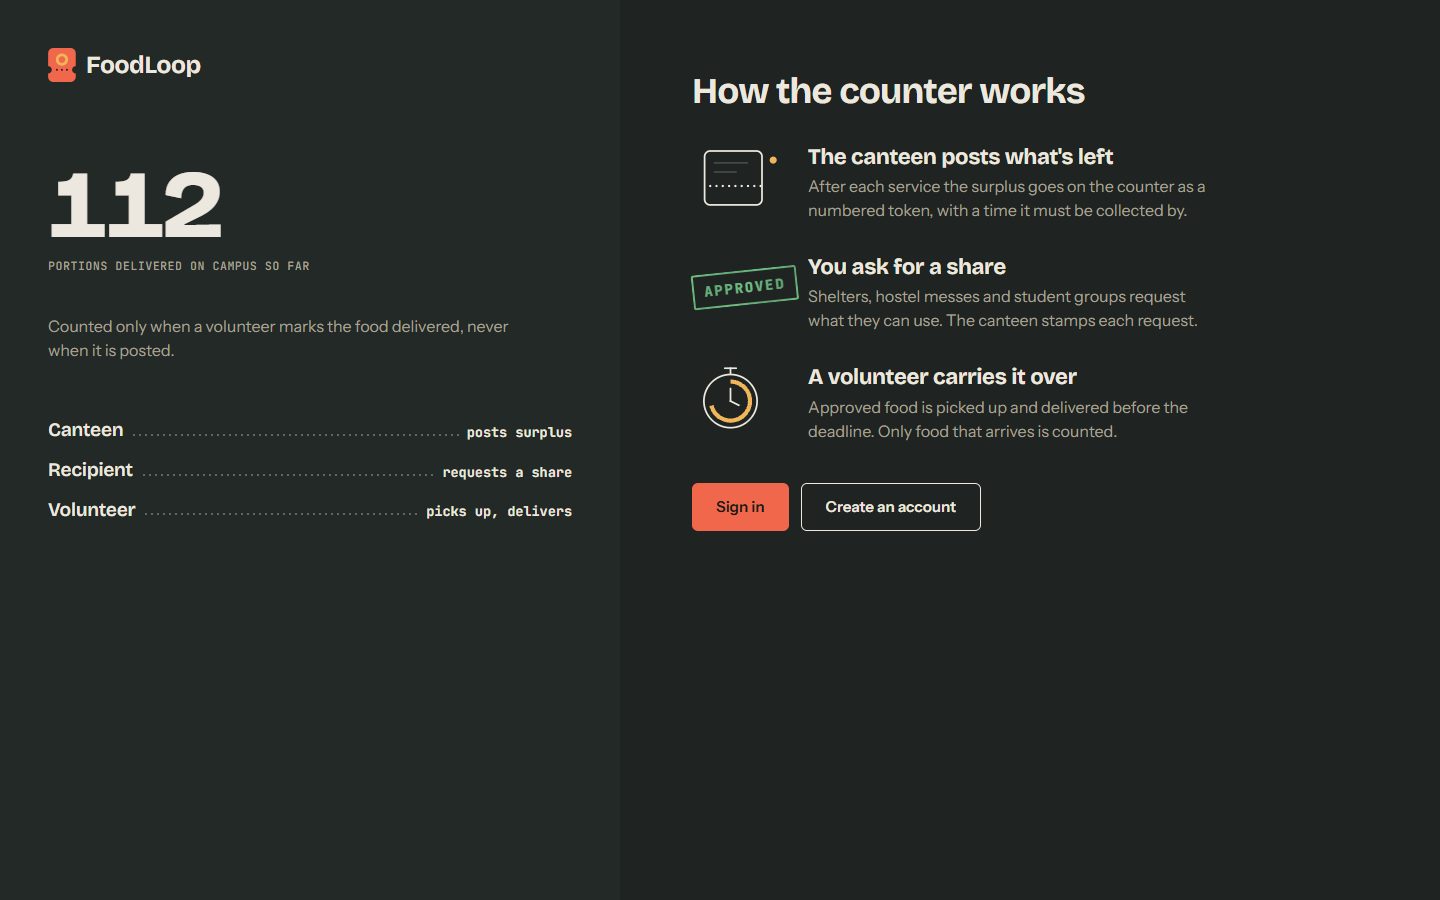 FoodLoop
112
PORTIONS DELIVERED ON CAMPUS SO FAR
Counted only when a volunteer marks the food delivered, never
when it is posted.
Canteen posts surplus
Recipient requests a share
Volunteer picks up, delivers
How the counter works
The canteen posts what's left
After each service the surplus goes on the counter as a
numbered token, with a time it must be collected by.
APPROVED
You ask for a share
Shelters, hostel messes and student groups request
what they can use. The canteen stamps each request.
A volunteer carries it over
Approved food is picked up and delivered before the
deadline. Only food that arrives is counted.
Sign in
Create an account